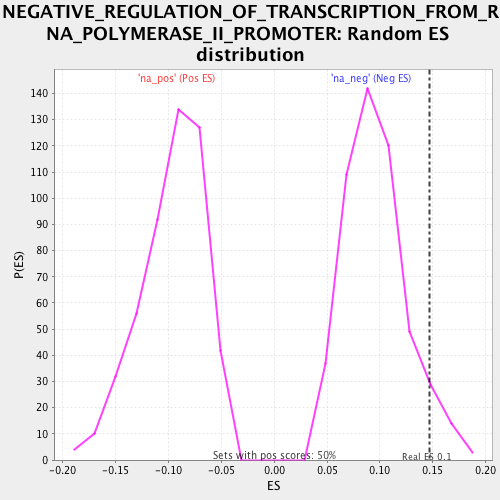 NEGATIVE_REGULATION_OF_TRANSCRIPTION_FROM_R
NA_POLYMERASE_II_PROMOTER: Random ES
distribution
'na_pos' (Pos ES) 'na_neg' (Neg ES)
140
130
120
110
100
90
80
70
60
50
40
30
20
10
0
P(ES)
Sets with pos scores: 50%
Real ES 0.1
-0.20 -0.15 -0.10 -0.05 0.00 0.05 0.10 0.15 0.20
ES